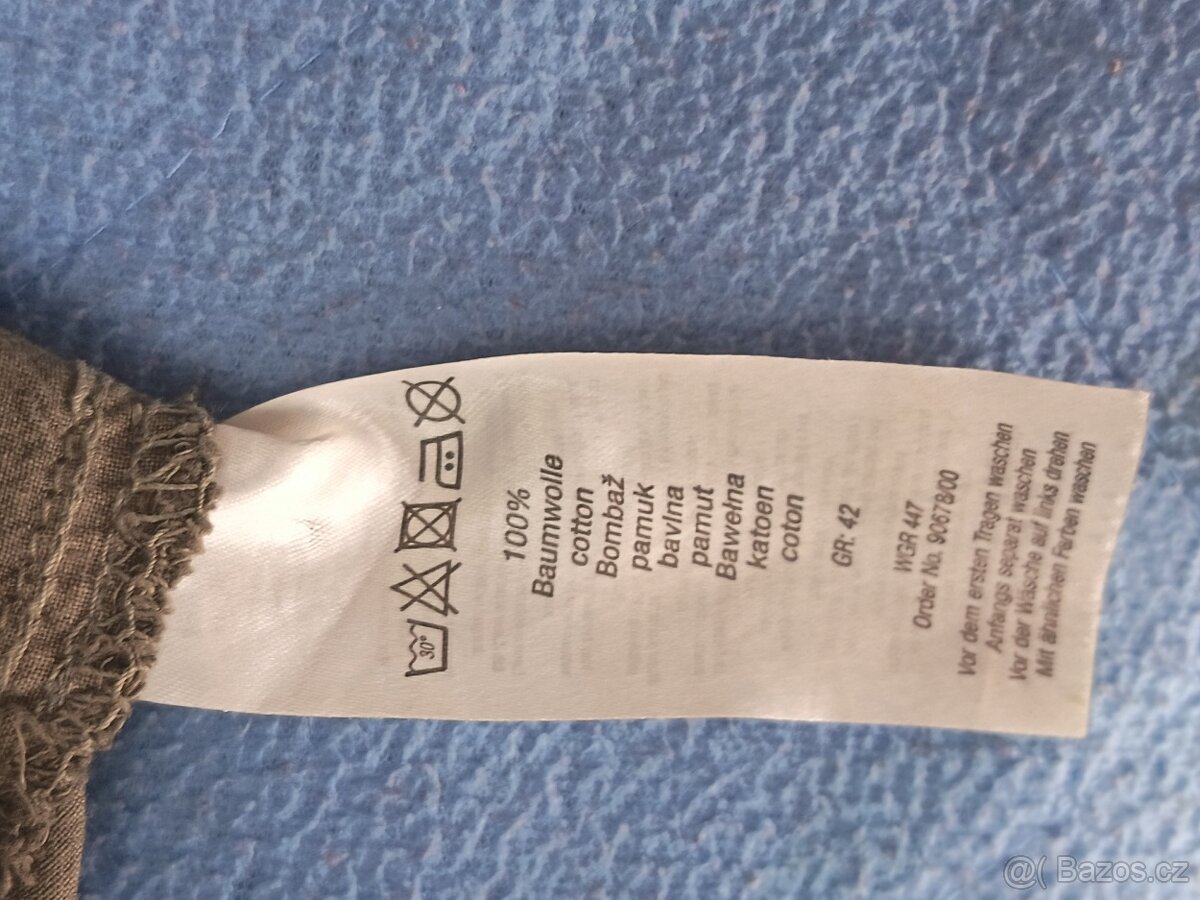 30°
100%
Baumwolle
cotton
Bombaž
pamuk
bavlna
pamut
Bawełna
katoen
coton
GR: 42
WGR 447
Order No. 90678/00
Vor dem ersten Tragen waschen
Anfangs separat waschen
Vor der Wäsche auf links drehen
Mit ähnlichen Farben waschen
@( Bazos.cz